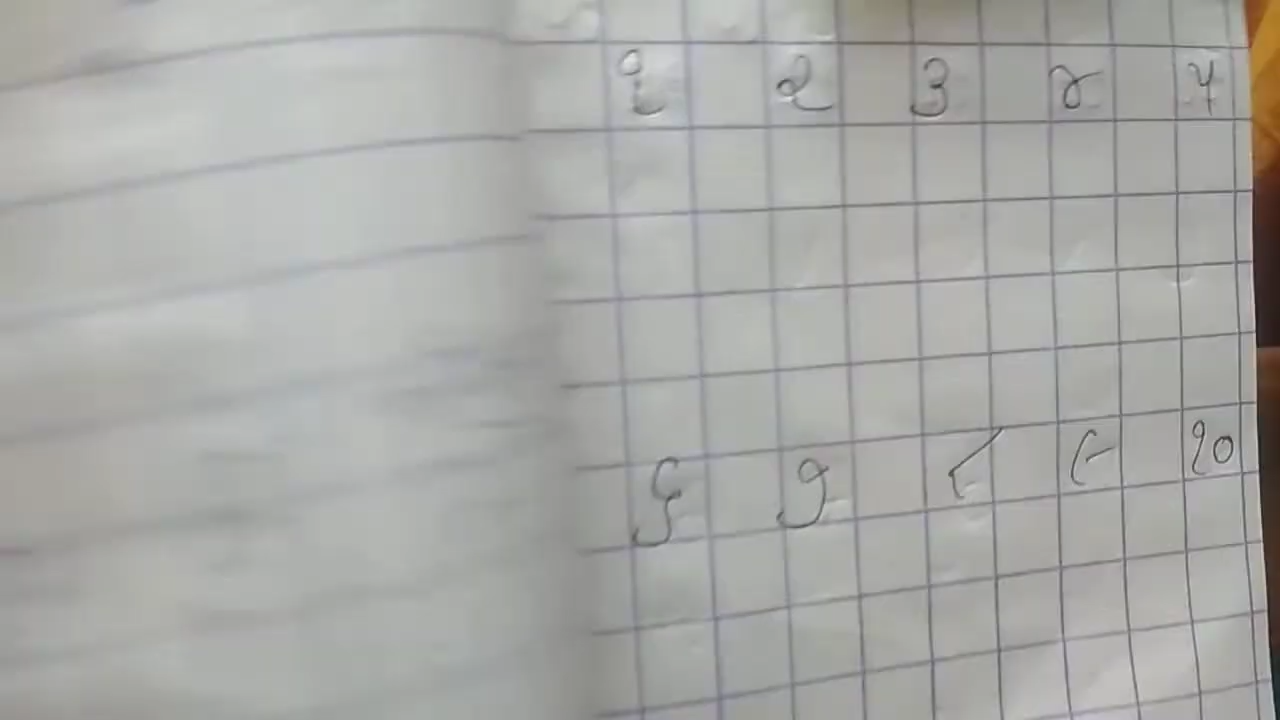 ૧ ૨ ૩ ૪ ૫
૬ ૭ ૮ ૯ ૧૦